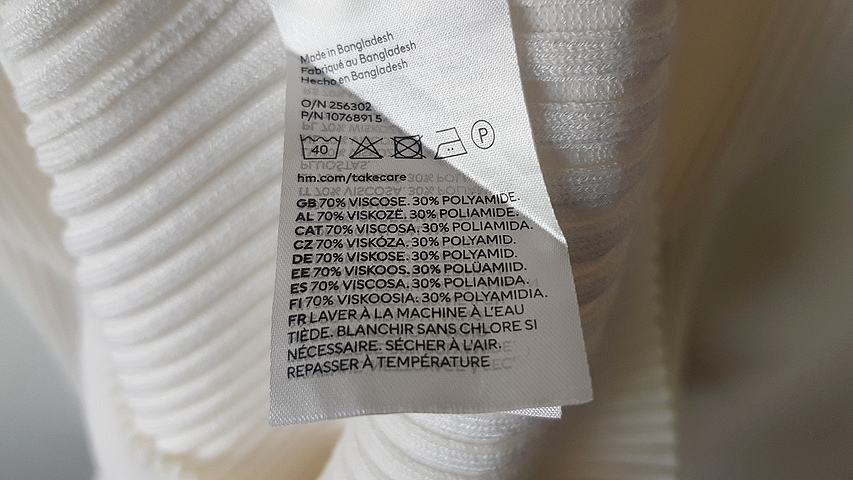 Made in Bangladesh
Fabriqué au Bangladesh
Hecho en Bangladesh
O/N 256302
P/N 1076891 5
40
P
hm.com/takecare
GB 70% VISCOSE. 30% POLYAMIDE.
AL 70% VISKOZË. 30% POLIAMIDE.
CAT 70% VISCOSA. 30% POLIAMIDA.
CZ 70% VISKÓZA. 30% POLYAMID.
DE 70% VISKOSE. 30% POLYAMID.
EE 70% VISKOOS. 30% POLÜAMIID.
ES 70% VISCOSA. 30% POLIAMIDA.
FI 70% VISKOOSIA. 30% POLYAMIDIA.
FR LAVER À LA MACHINE À L'EAU
TIÈDE. BLANCHIR SANS CHLORE SI
NÉCESSAIRE. SÉCHER À L'AIR.
REPASSER À TEMPÉRATURE